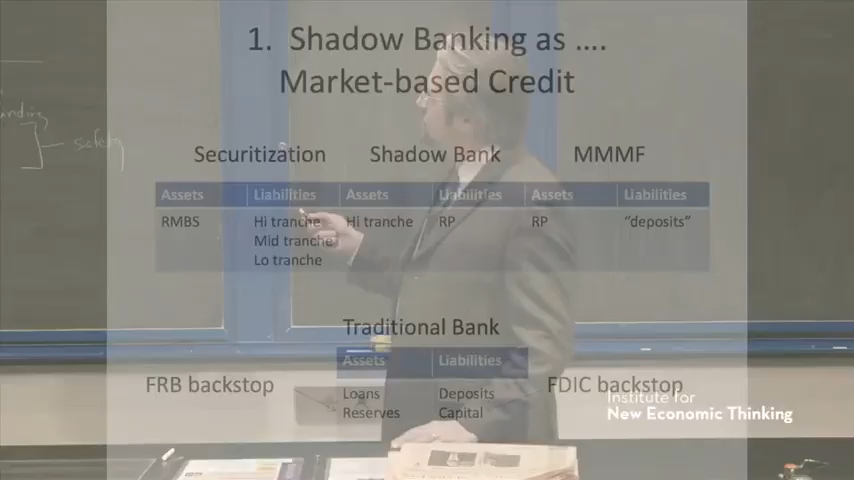 1. Shadow Banking as ....
Market-based Credit
Securitization Shadow Bank MMMF
Assets Liabilities Assets Liabilities Assets Liabilities
RMBS Hi tranche Hi tranche RP RP "deposits"
Mid tranche
Lo tranche
safety
Traditional Bank
Assets Liabilities
FRB backstop FDIC backstop
Loans Deposits
Reserves Capital
Institute for
New Economic Thinking